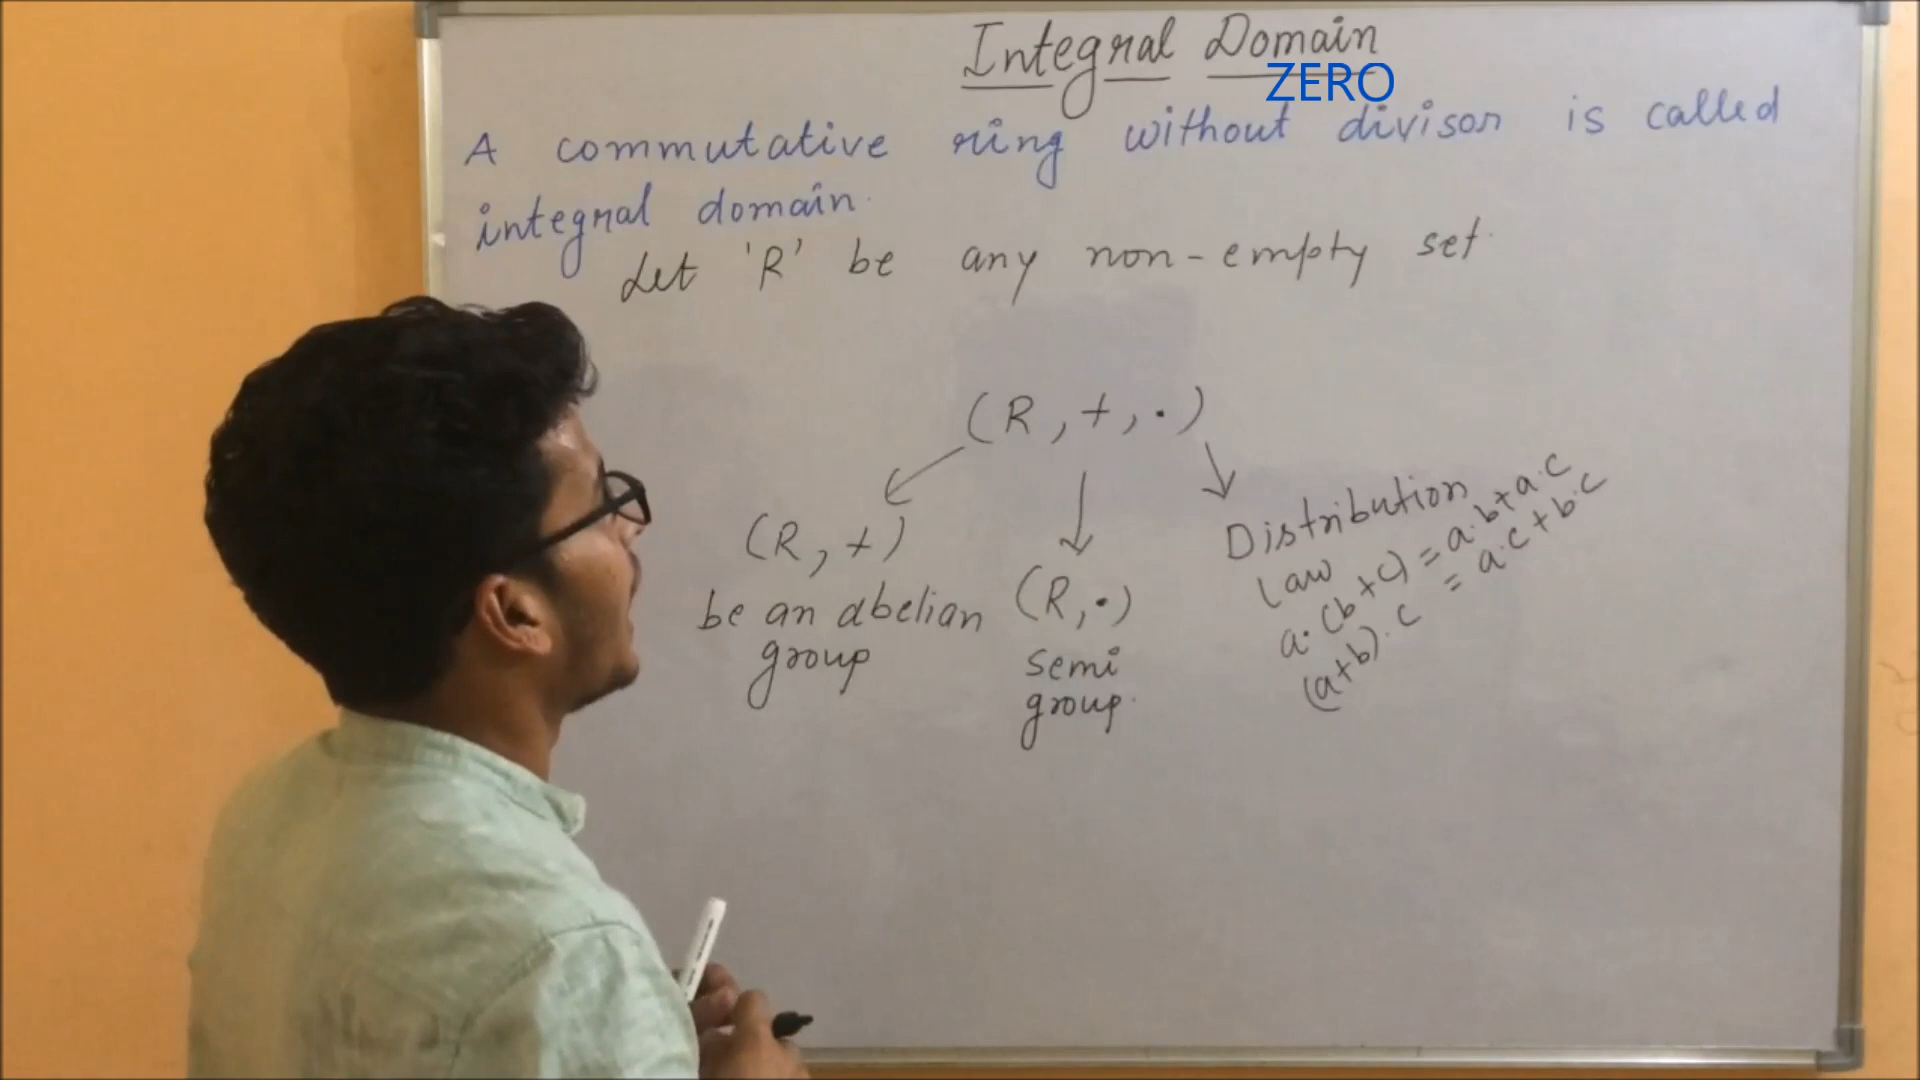 Integral Domain
ZERO
A commutative ring without divisor is called
integral domain.
Let 'R' be any non-empty set.
(R, +, ·)
(R, +)
be an abelian
group
(R, ·)
semi
group.
Distribution
Law
a·(b+c) = a·b+a·c
(a+b)·c = a·c+b·c